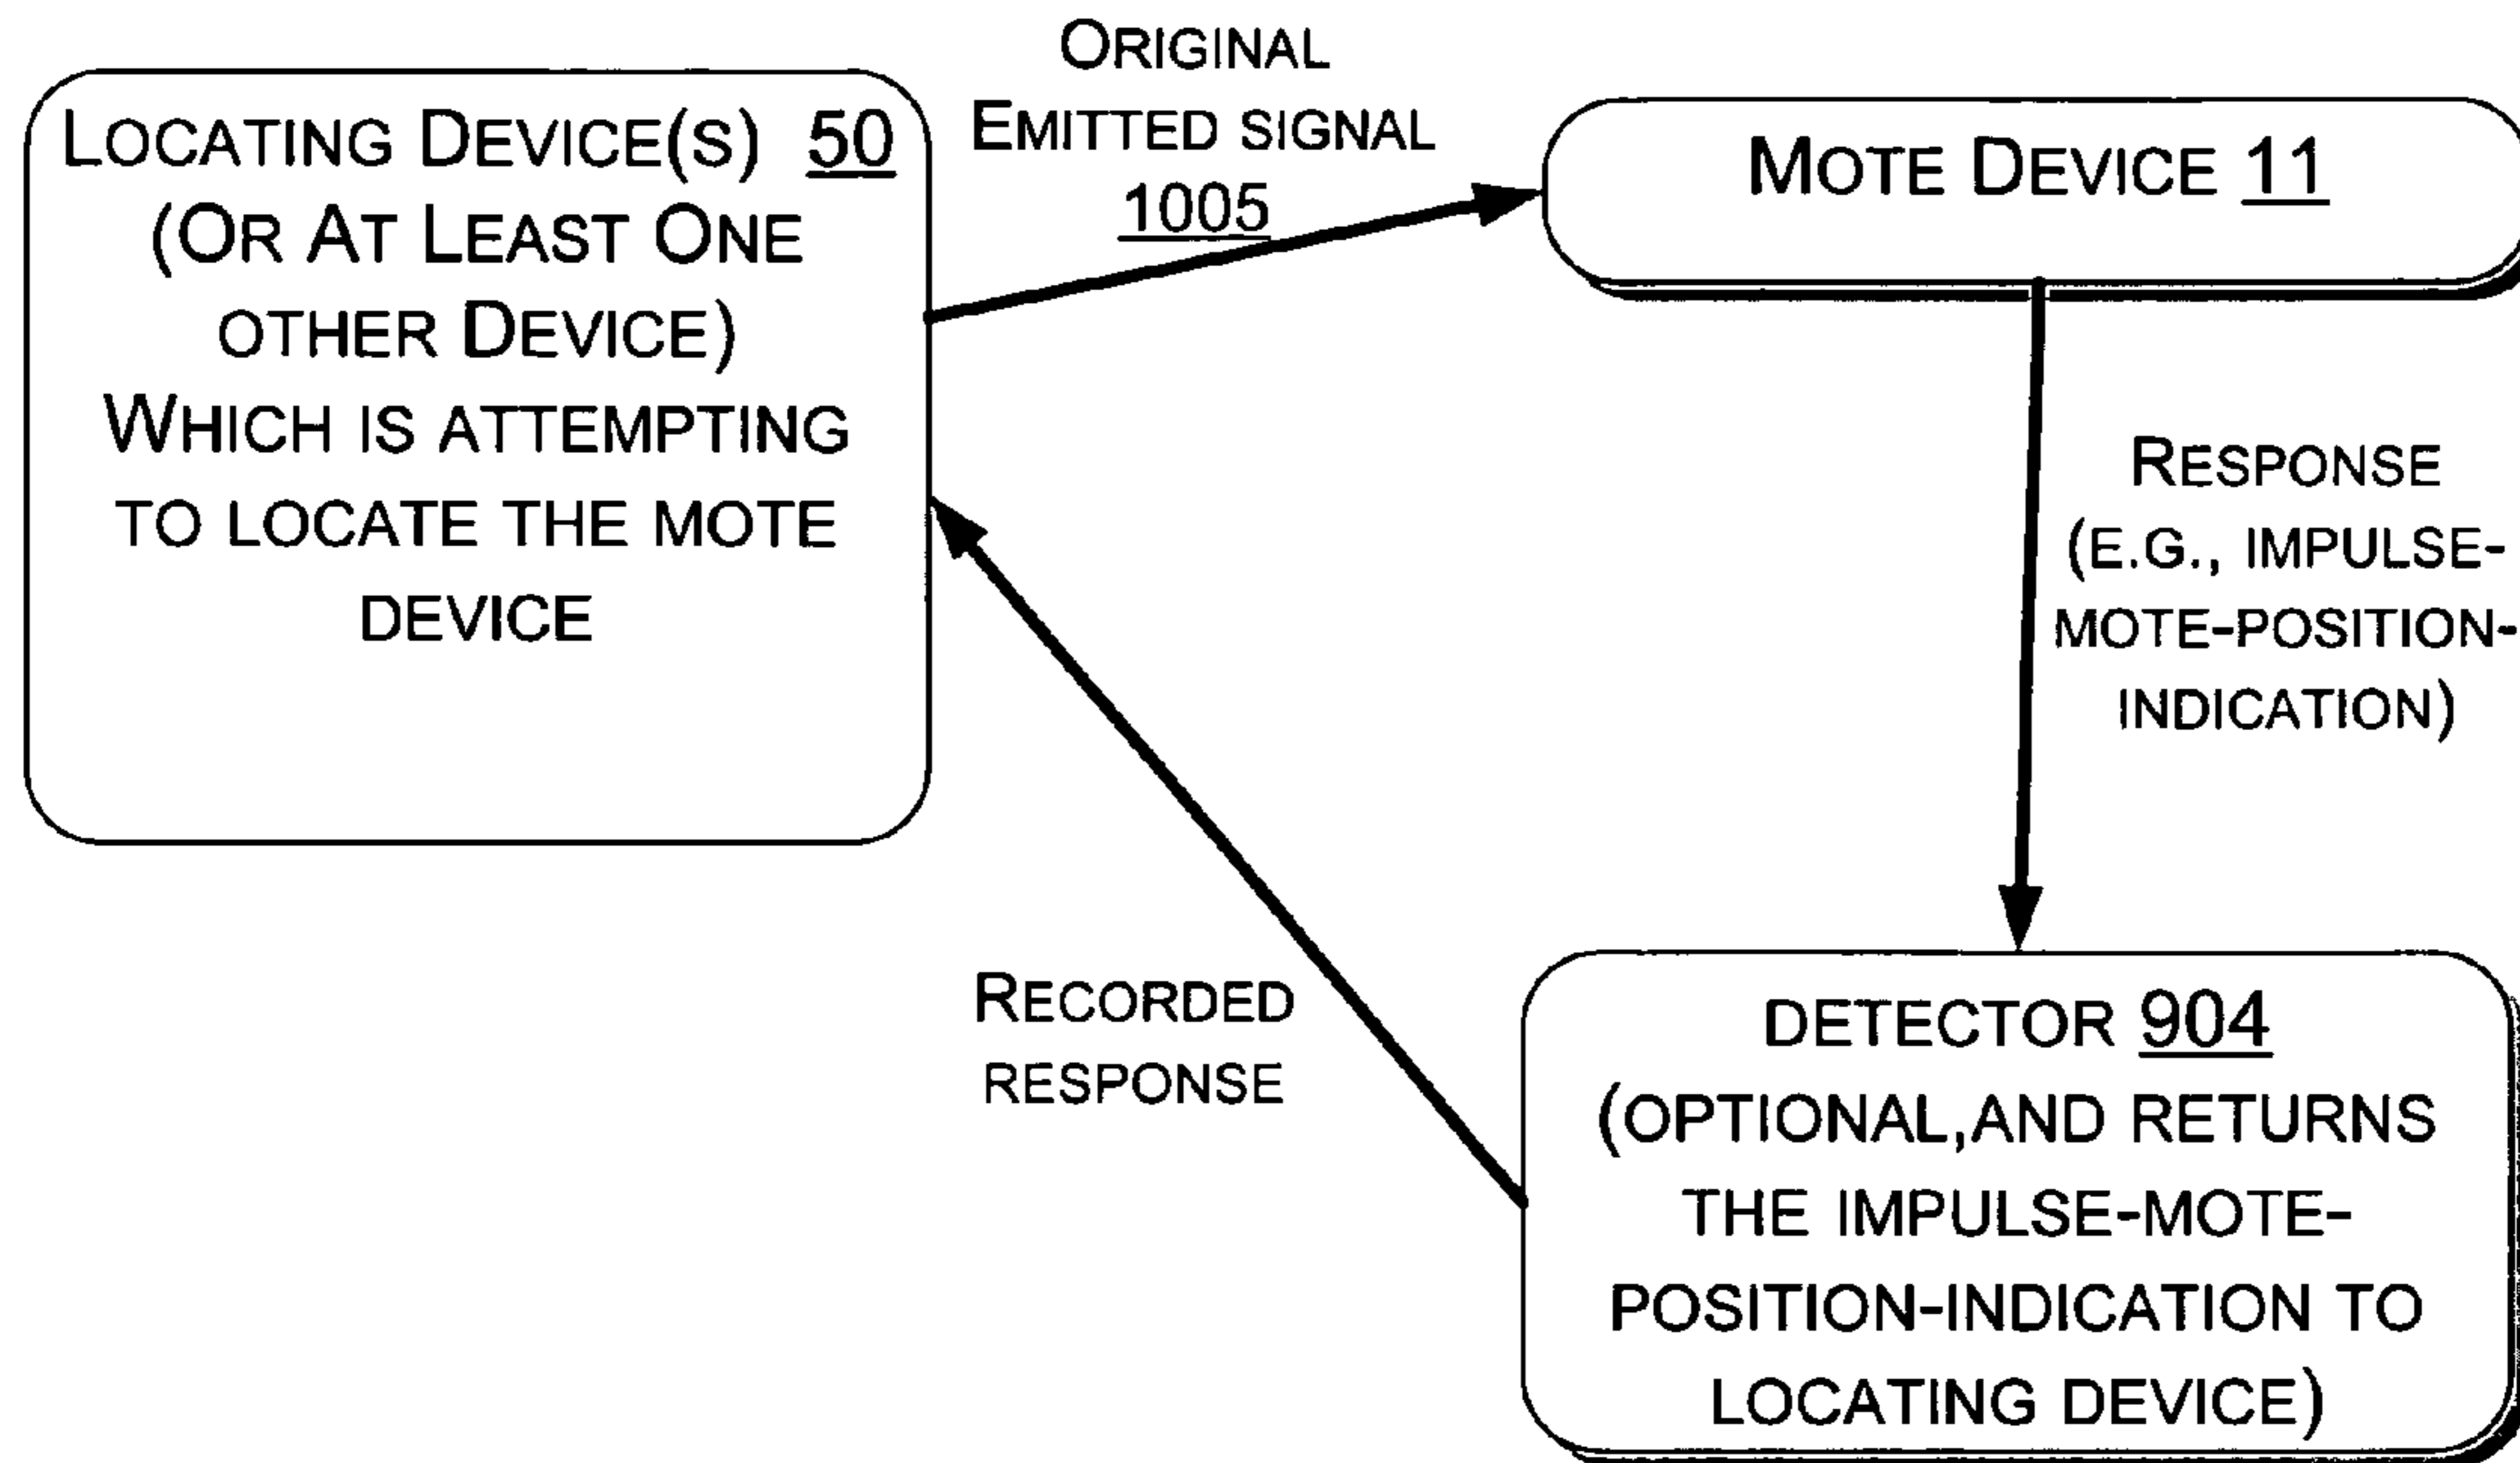 LOCATING DEVICE(S) 50
(OR AT LEAST ONE
OTHER DEVICE)
WHICH IS ATTEMPTING
TO LOCATE THE MOTE
DEVICE
ORIGINAL
EMITTED SIGNAL
1005
MOTE DEVICE 11
RESPONSE
(E.G., IMPULSE-
MOTE-POSITION-
INDICATION)
RECORDED
RESPONSE
DETECTOR 904
(OPTIONAL,AND RETURNS
THE IMPULSE-MOTE-
POSITION-INDICATION TO
LOCATING DEVICE)